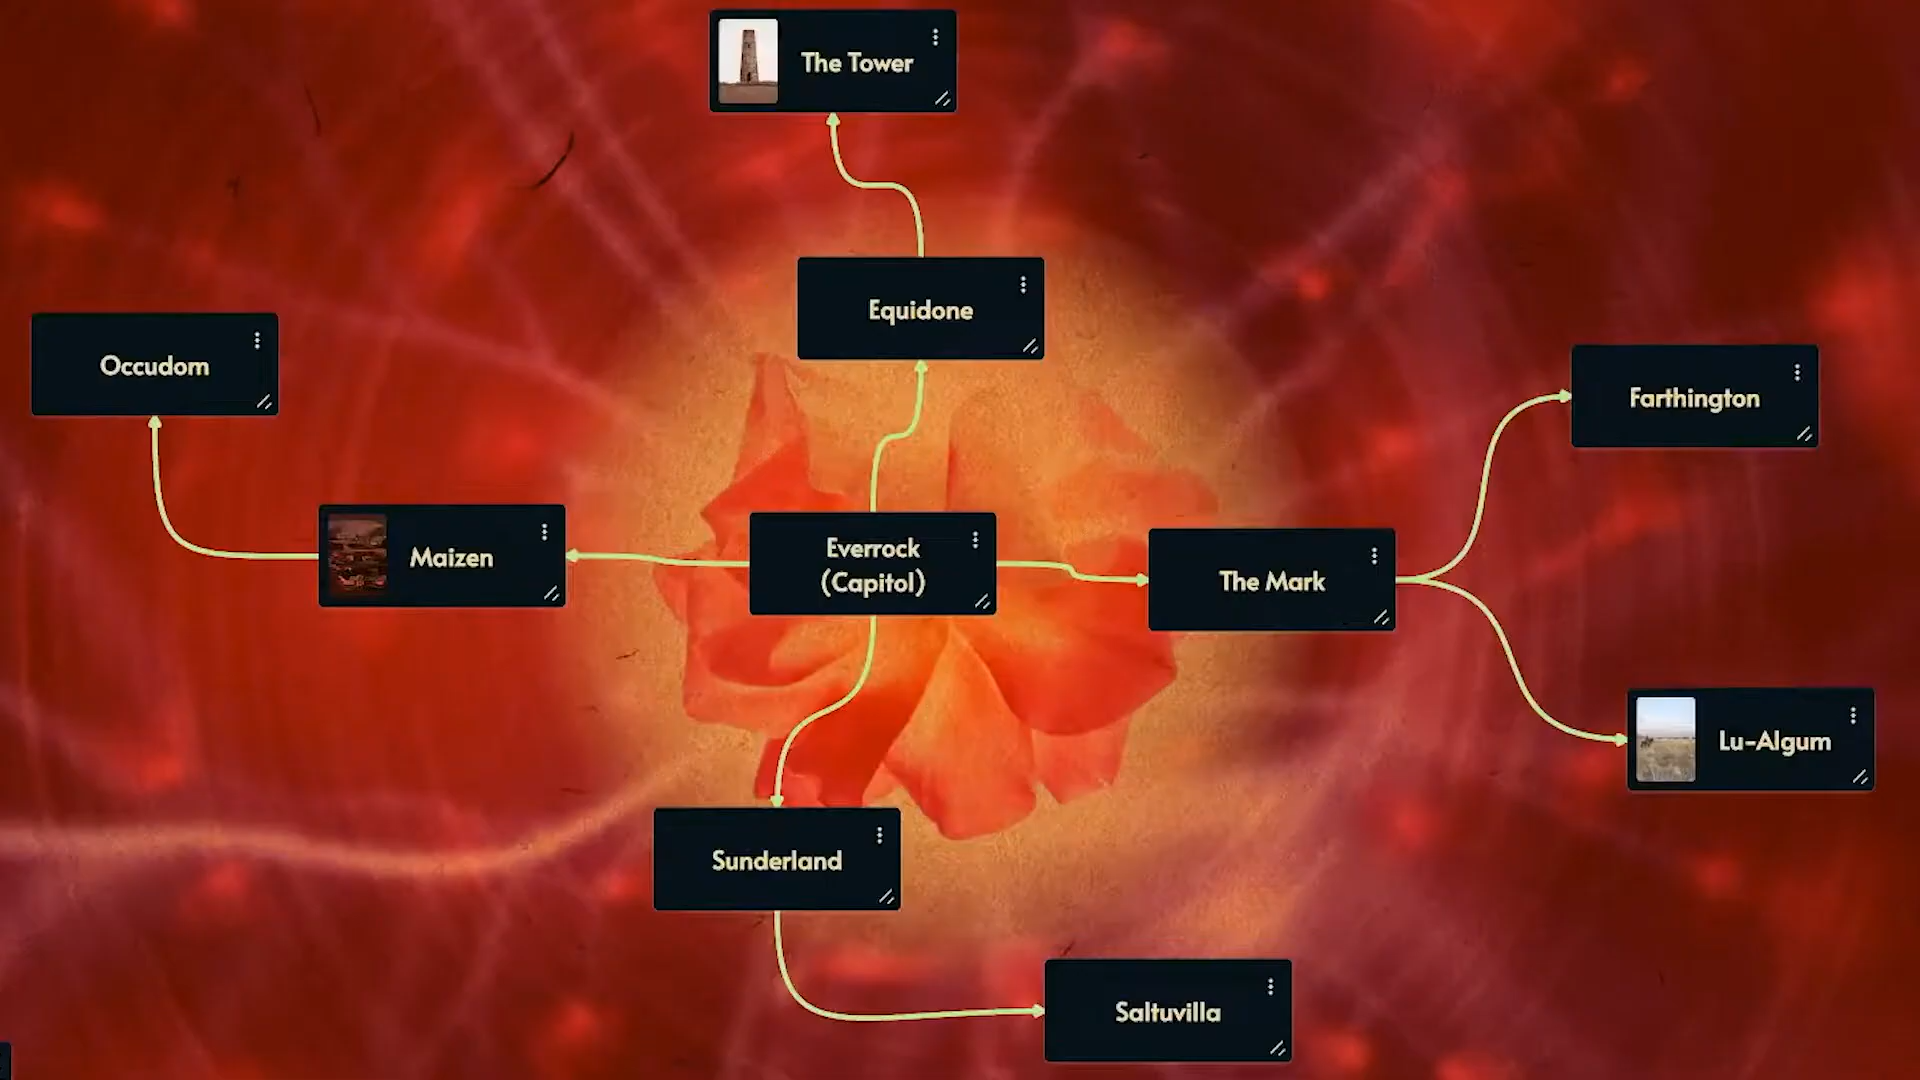 The Tower
Equidone
Occudom
Farthington
Maizen
Everrock
(Capitol)
The Mark
Lu-Algum
Sunderland
Saltuvilla